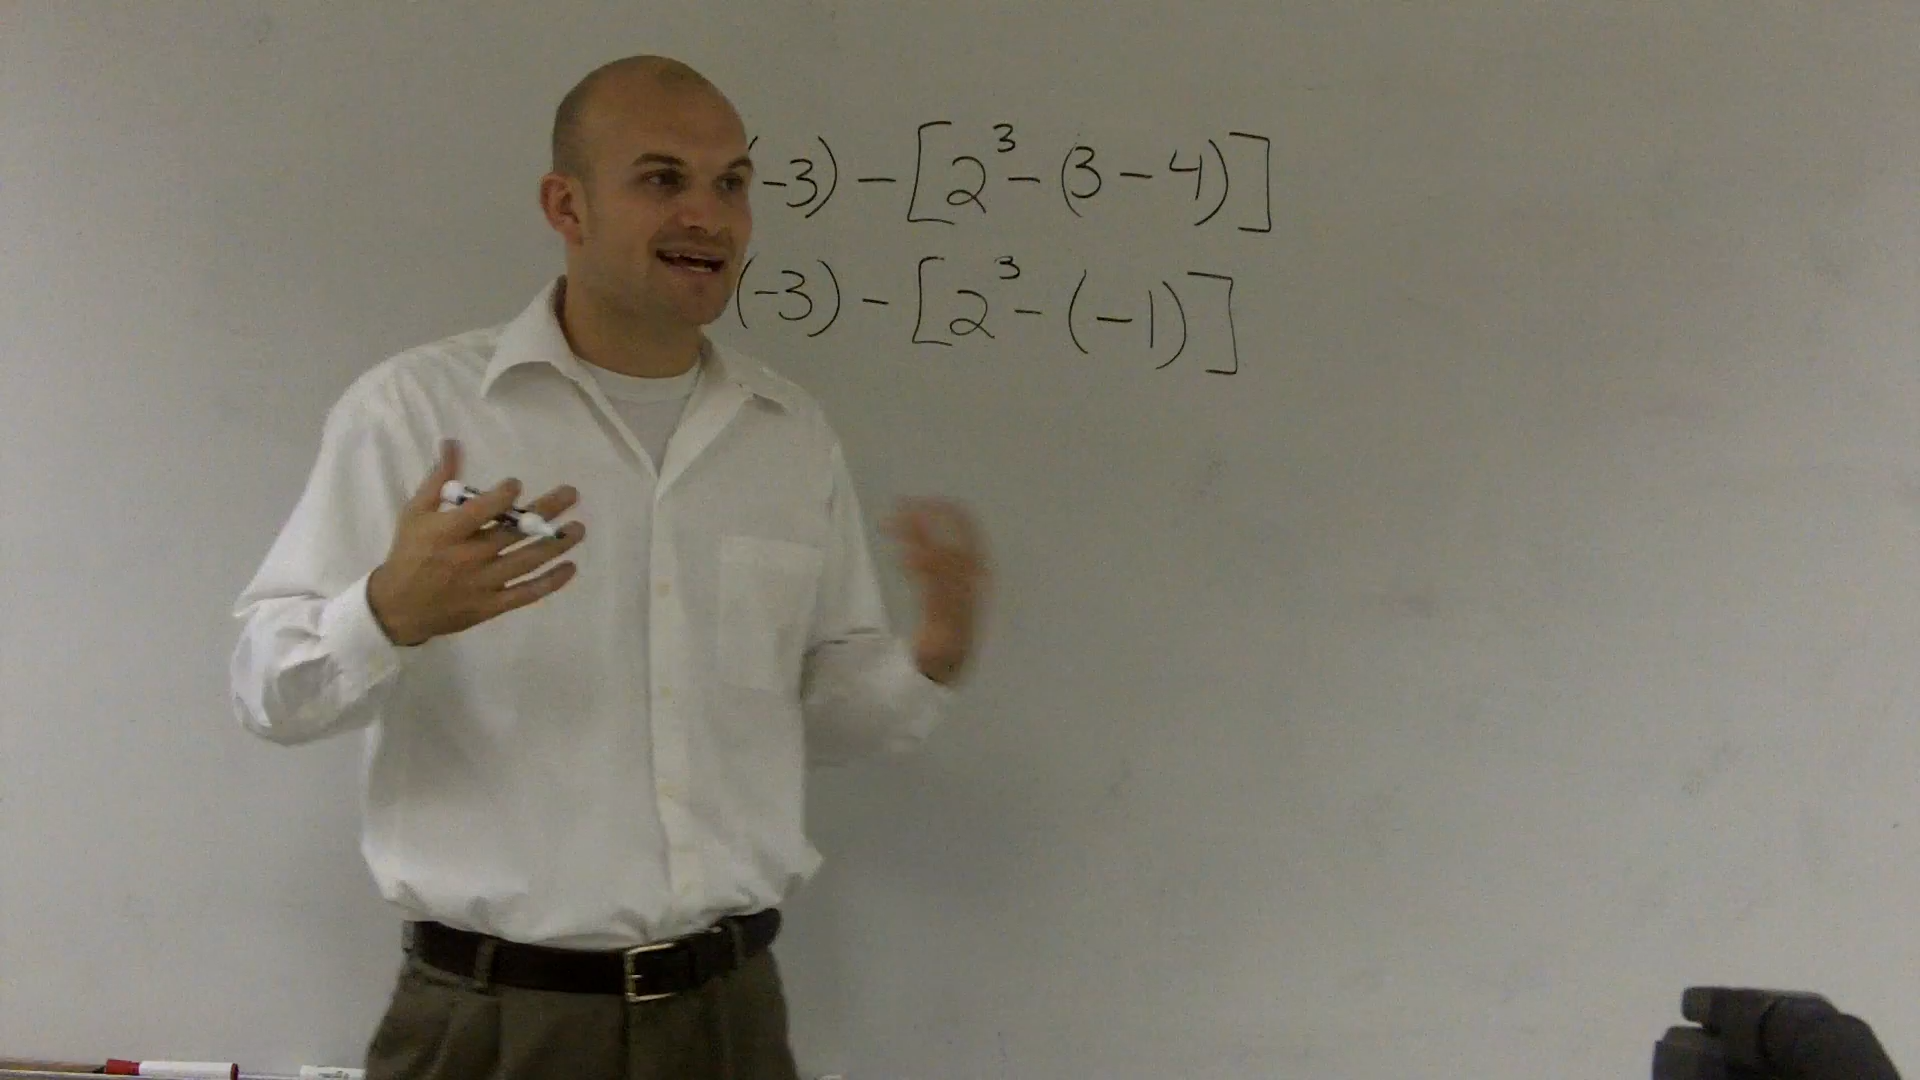 (-3) - [2³ - (3 - 4)]
(-3) - [2³ - (-1)]